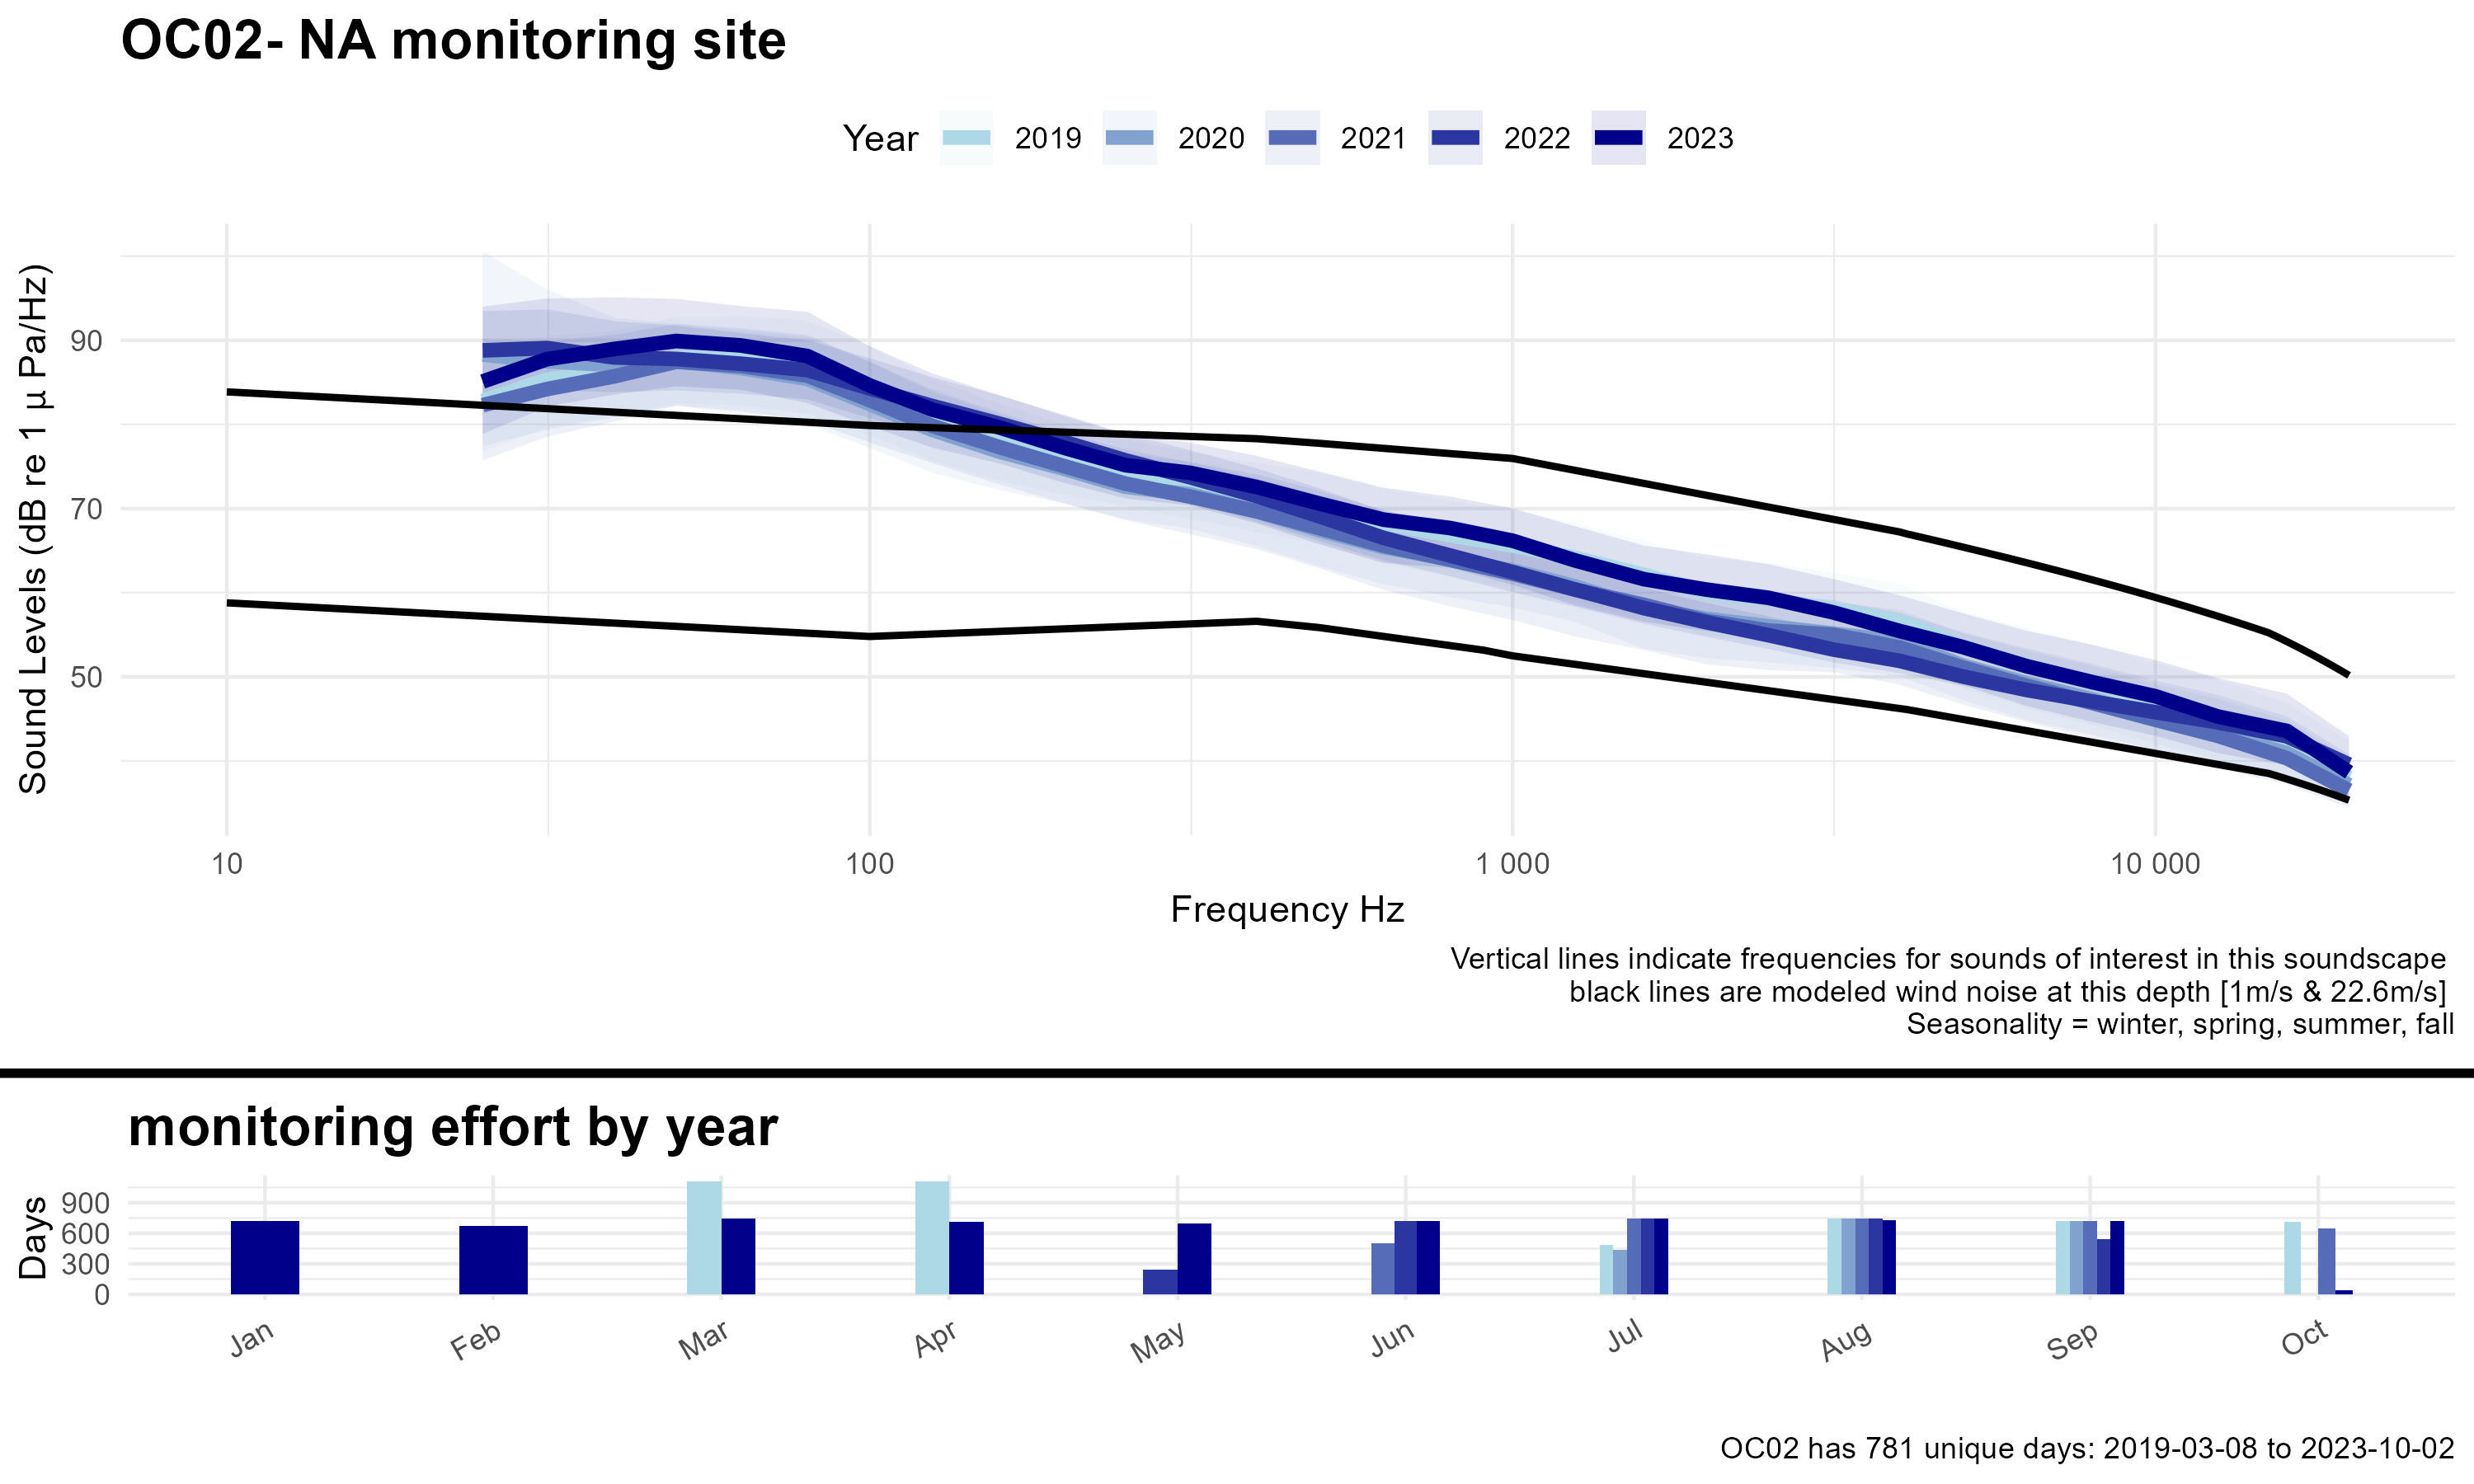 OC02- NA monitoring site
Year 2019 2020 2021 2022 2023
Sound Levels (dB re 1 µ Pa/Hz)
90
70
50
10 100 1 000 10 000
Frequency Hz
Vertical lines indicate frequencies for sounds of interest in this soundscape
black lines are modeled wind noise at this depth [1m/s & 22.6m/s]
Seasonality = winter, spring, summer, fall
monitoring effort by year
Days
900
600
300
0
Jan Feb Mar Apr May Jun Jul Aug Sep Oct
OC02 has 781 unique days: 2019-03-08 to 2023-10-02